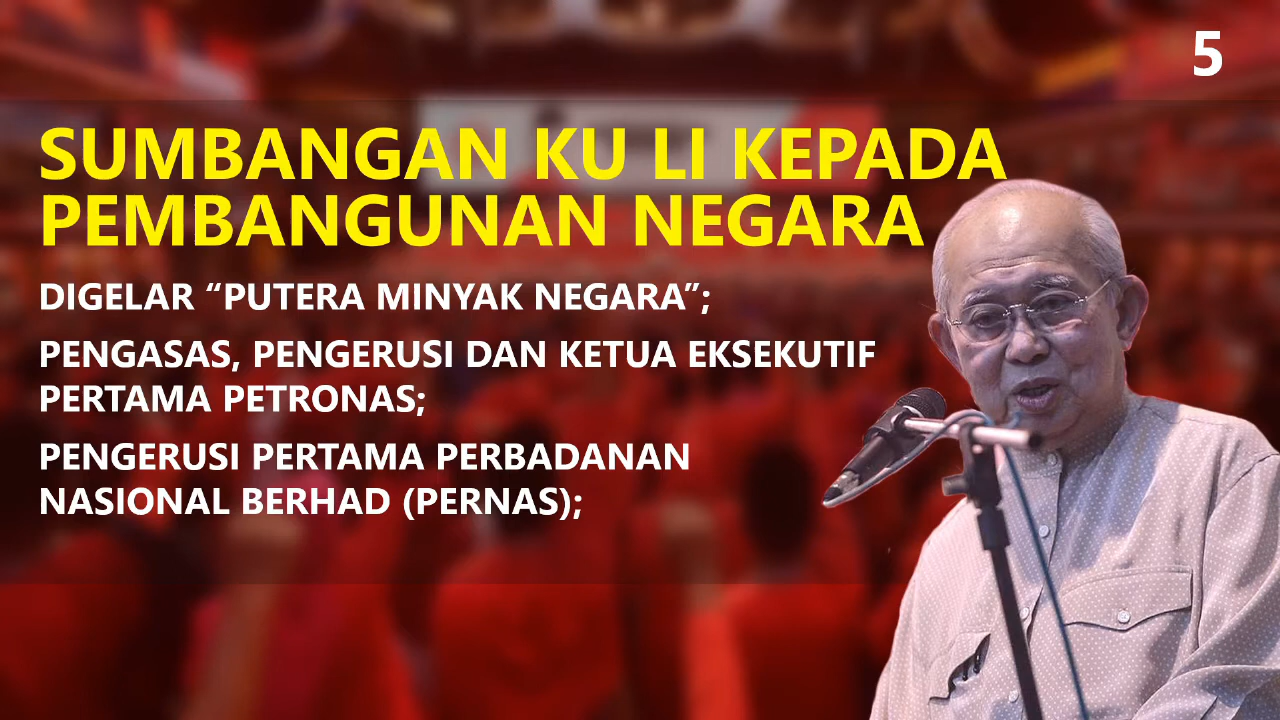 5
SUMBANGAN KU LI KEPADA
PEMBANGUNAN NEGARA
DIGELAR “PUTERA MINYAK NEGARA”;
PENGASAS, PENGERUSI DAN KETUA EKSEKUTIF
PERTAMA PETRONAS;
PENGERUSI PERTAMA PERBADANAN
NASIONAL BERHAD (PERNAS);